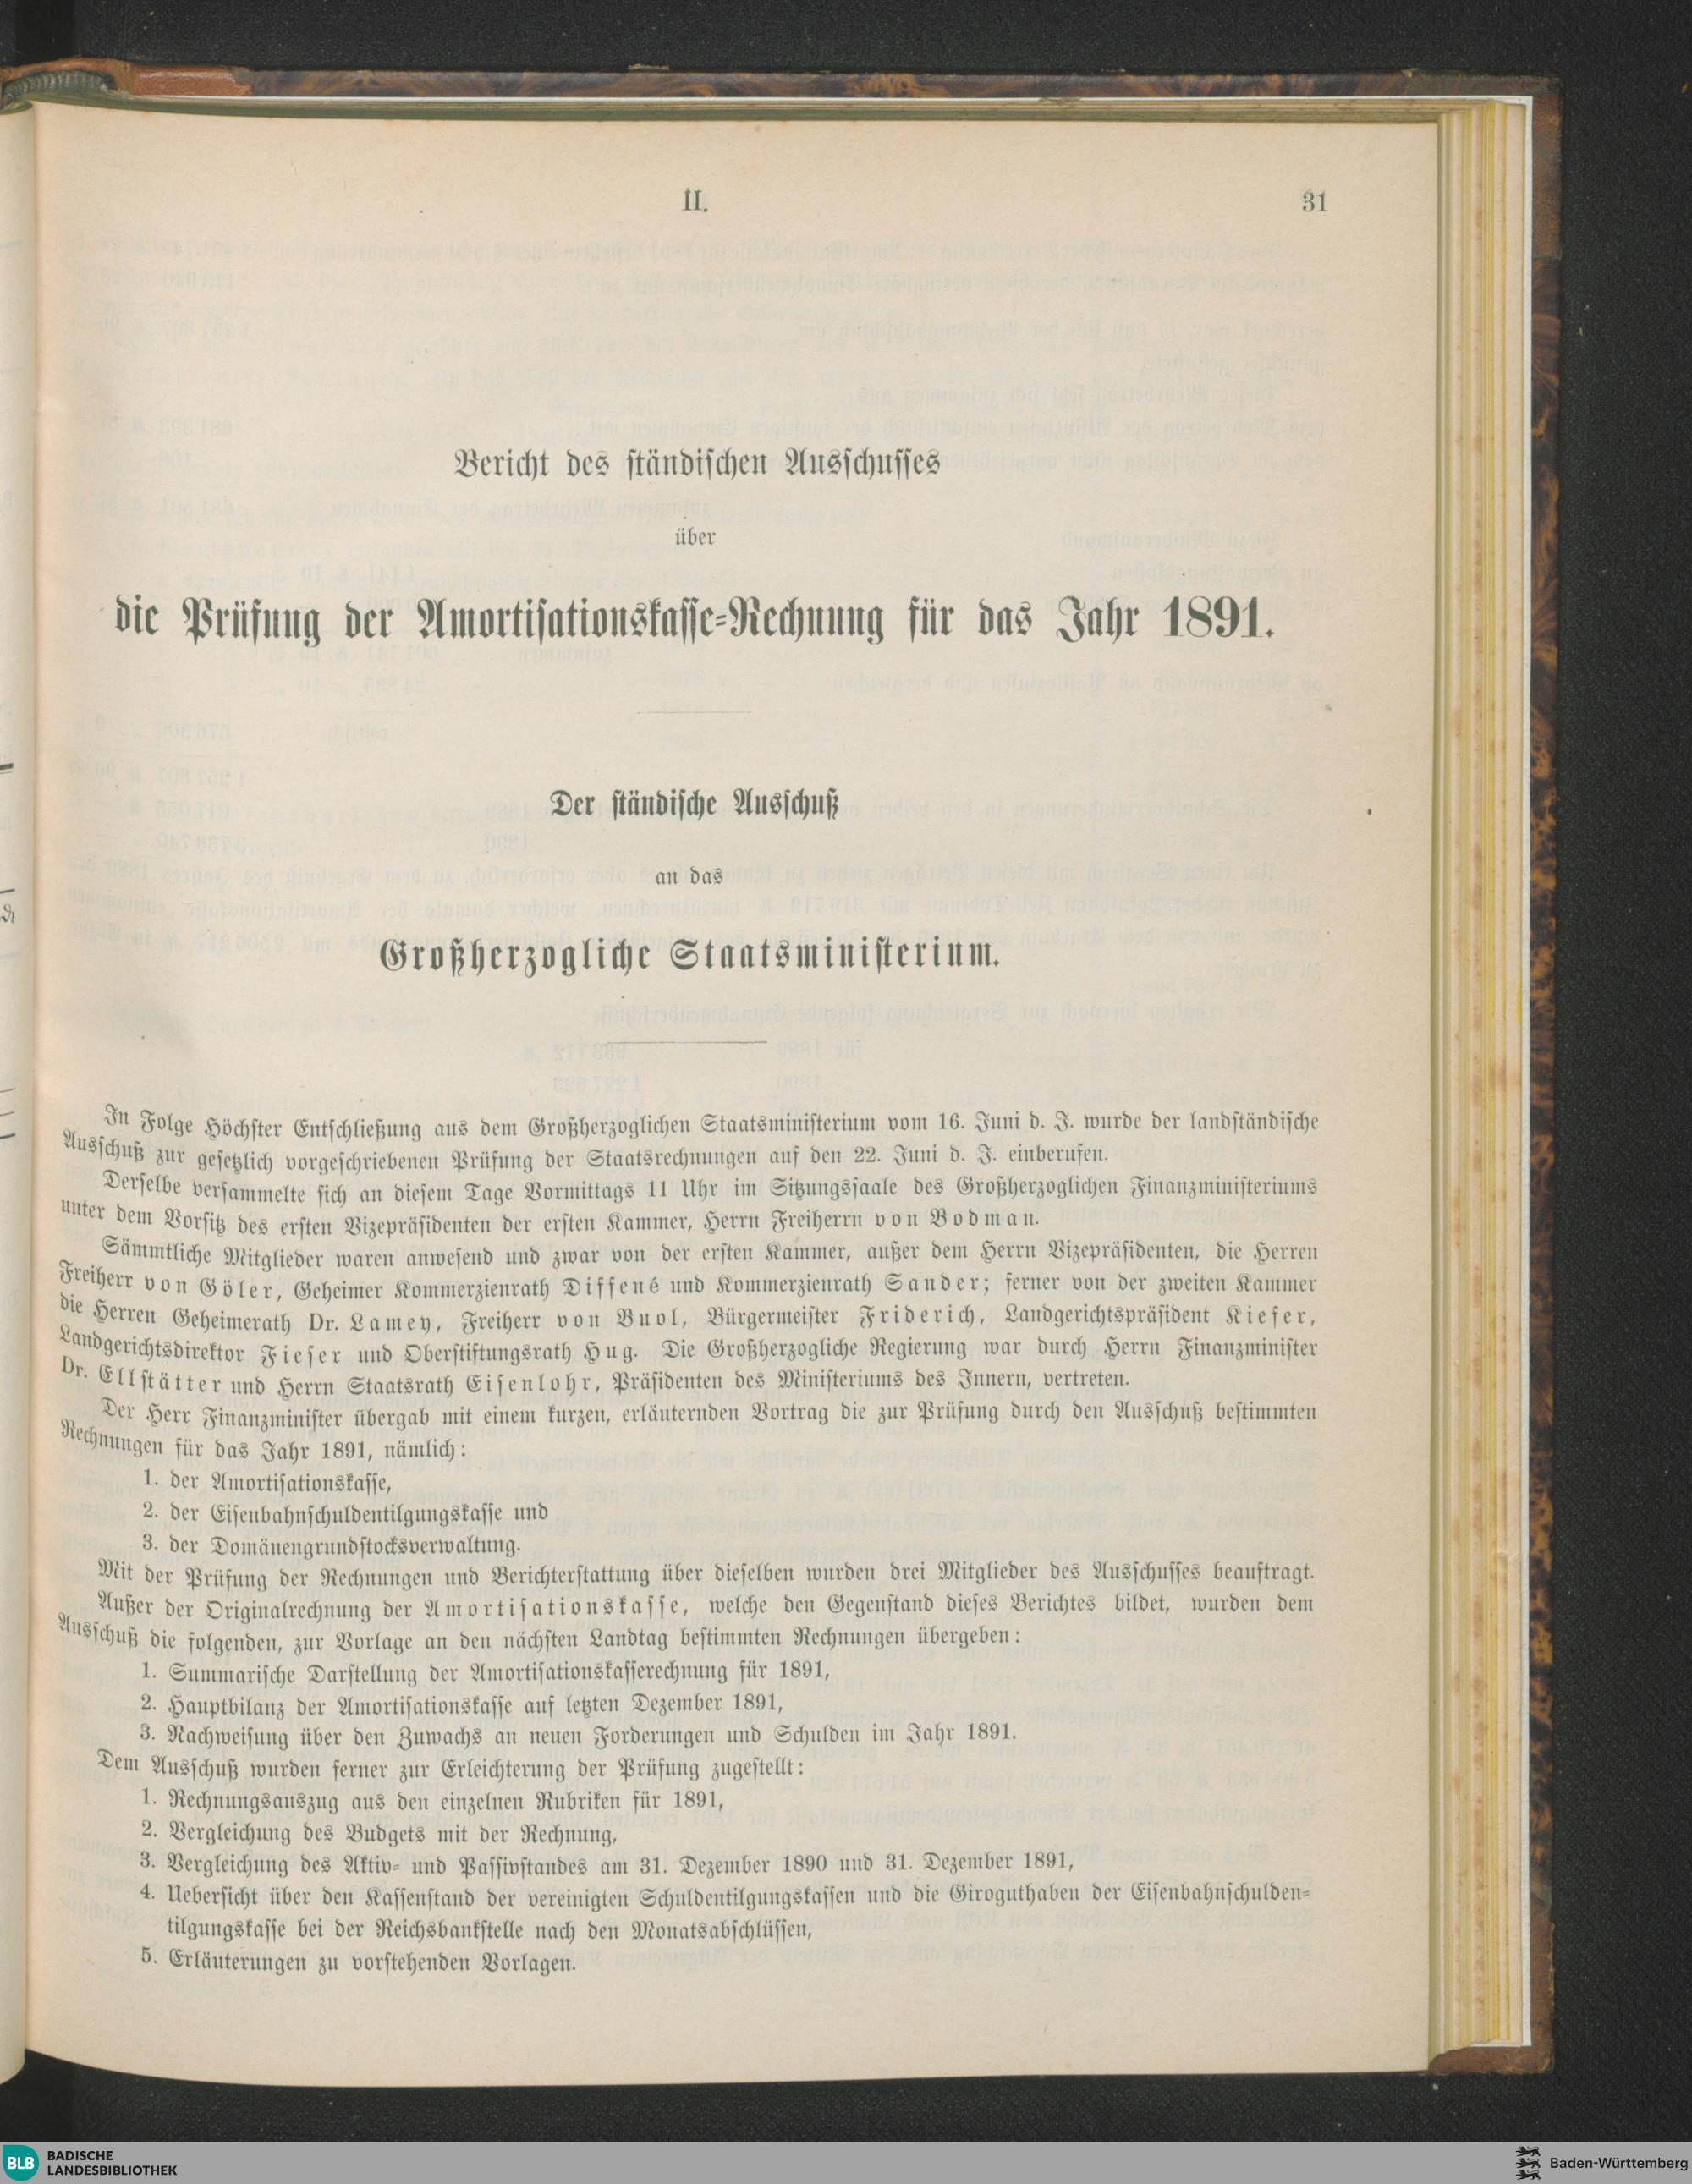 II.
31
Bericht des ständischen Ausschusses
über
die Prüfung der Amortisationskasse-Rechnung für das Jahr 1891.
Der ständische Ausschuß
an das
Großherzogliche Staatsministerium.
In Folge Höchster Entschließung aus dem Großherzoglichen Staatsministerium vom 16. Juni d. J. wurde der landständische
Ausschuß zur gesetzlich vorgeschriebenen Prüfung der Staatsrechnungen auf den 22. Juni d. J. einberufen.
Derselbe versammelte sich an diesem Tage Vormittags 11 Uhr im Sitzungssaale des Großherzoglichen Finanzministeriums
unter dem Vorsitz des ersten Vizepräsidenten der ersten Kammer, Herrn Freiherrn von Bodman.
Sämmtliche Mitglieder waren anwesend und zwar von der ersten Kammer, außer dem Herrn Vizepräsidenten, die Herren
Freiherr von Göler, Geheimer Kommerzienrath Diffené und Kommerzienrath Sander; ferner von der zweiten Kammer
die Herren Geheimerath Dr. Lamey, Freiherr von Buol, Bürgermeister Friderich, Landgerichtspräsident Kiefer,
Landgerichtsdirektor Fieser und Oberstiftungsrath Hug. Die Großherzogliche Regierung war durch Herrn Finanzminister
Dr. Ellstätter und Herrn Staatsrath Eisenlohr, Präsidenten des Ministeriums des Innern, vertreten.
Der Herr Finanzminister übergab mit einem kurzen, erläuternden Vortrag die zur Prüfung durch den Ausschuß bestimmten
Rechnungen für das Jahr 1891, nämlich:
1. der Amortisationskasse,
2. der Eisenbahnschuldentilgungskasse und
3. der Domänengrundstocksverwaltung.
Mit der Prüfung der Rechnungen und Berichterstattung über dieselben wurden drei Mitglieder des Ausschusses beauftragt.
Außer der Originalrechnung der Amortisationskasse, welche den Gegenstand dieses Berichtes bildet, wurden dem
Ausschuß die folgenden, zur Vorlage an den nächsten Landtag bestimmten Rechnungen übergeben:
1. Summarische Darstellung der Amortisationskasserechnung für 1891,
2. Hauptbilanz der Amortisationskasse auf letzten Dezember 1891,
3. Nachweisung über den Zuwachs an neuen Forderungen und Schulden im Jahr 1891.
Dem Ausschuß wurden ferner zur Erleichterung der Prüfung zugestellt:
1. Rechnungsauszug aus den einzelnen Rubriken für 1891,
2. Vergleichung des Budgets mit der Rechnung,
3. Vergleichung des Aktiv- und Passivstandes am 31. Dezember 1890 und 31. Dezember 1891,
4. Uebersicht über den Kassenstand der vereinigten Schuldentilgungskassen und die Giroguthaben der Eisenbahnschulden-
tilgungskasse bei der Reichsbankstelle nach den Monatsabschlüssen,
5. Erläuterungen zu vorstehenden Vorlagen.
BLB BADISCHE
LANDESBIBLIOTHEK
Baden-Württemberg